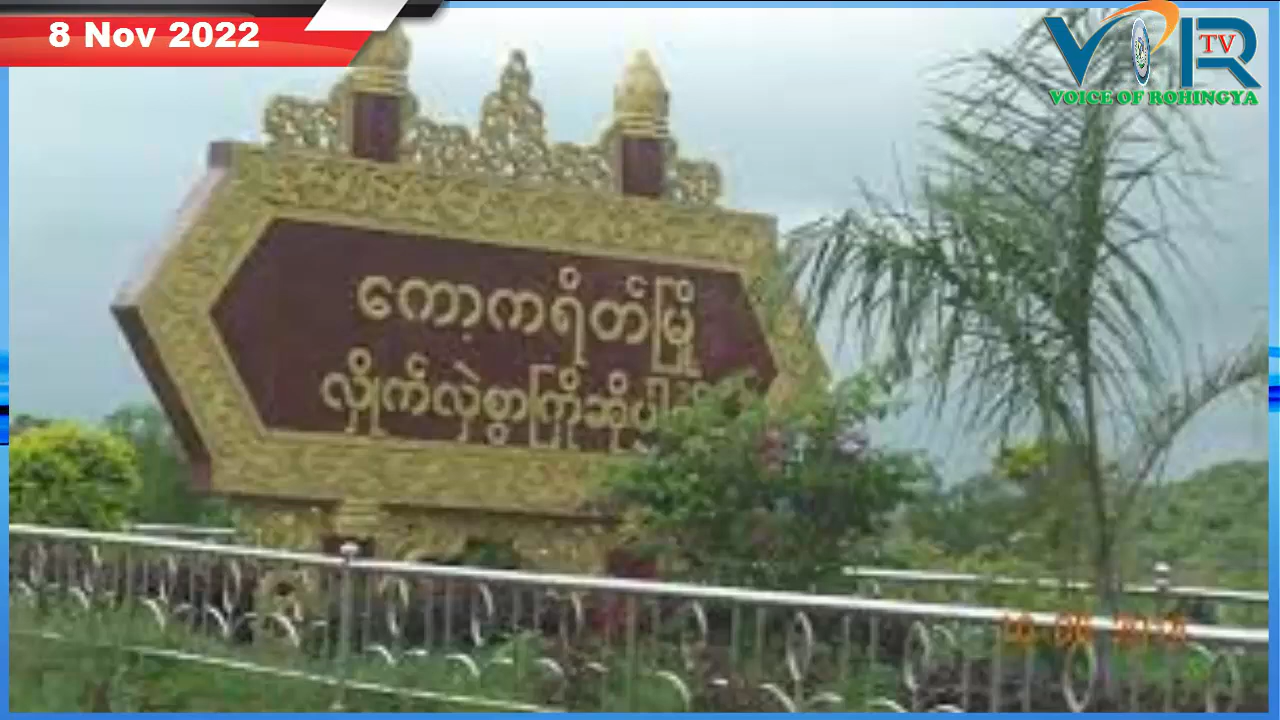 8 Nov 2022
VOR TV
VOICE OF ROHINGYA
ကော့ကရိတ်မြို့
လှိုက်လှဲစွာကြိုဆိုပါ